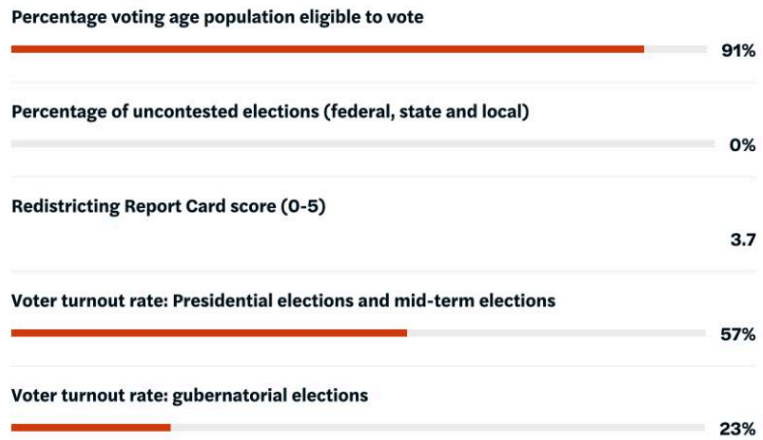 Percentage voting age population eligible to vote
91%
Percentage of uncontested elections (federal, state and local)
0%
Redistricting Report Card score (0-5)
3.7
Voter turnout rate: Presidential elections and mid-term elections
57%
Voter turnout rate: gubernatorial elections
23%